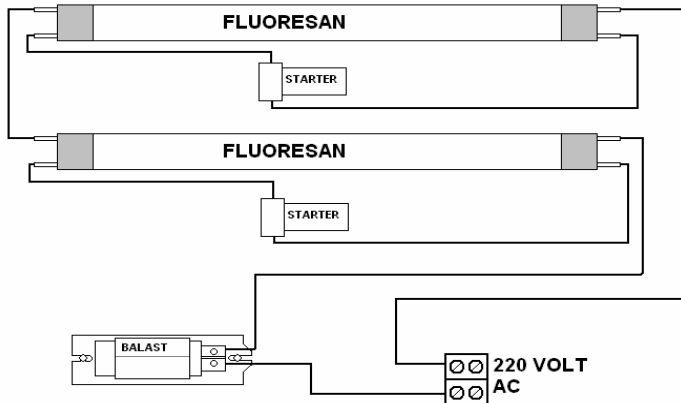 FLUORESAN
STARTER
FLUORESAN
STARTER
BALAST
220 VOLT
AC